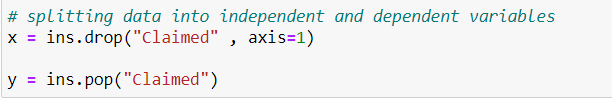 # splitting data into independent and dependent variables
x = ins.drop("Claimed" , axis=1)
y = ins.pop("Claimed")